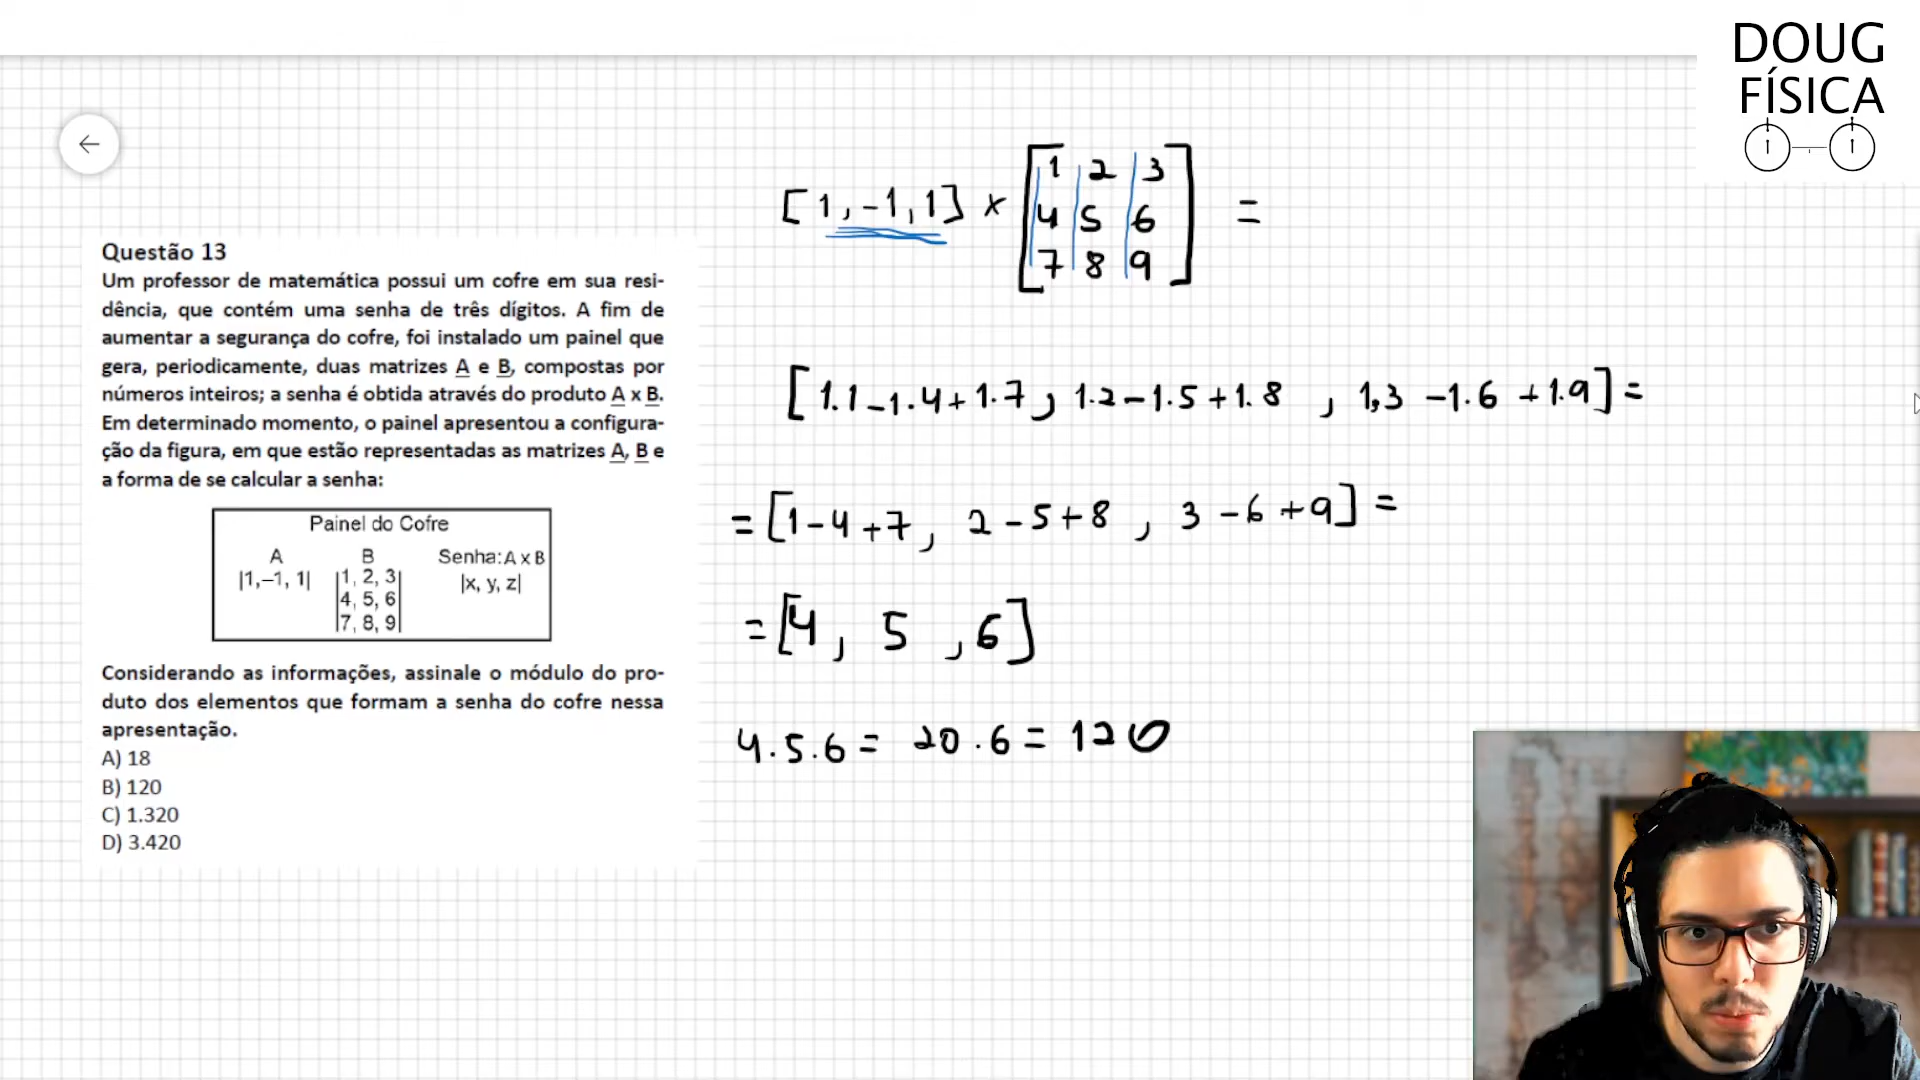 DOUG
FÍSICA
Questão 13
Um professor de matemática possui um cofre em sua resi-
dência, que contém uma senha de três dígitos. A fim de
aumentar a segurança do cofre, foi instalado um painel que
gera, periodicamente, duas matrizes A e B, compostas por
números inteiros; a senha é obtida através do produto A x B.
Em determinado momento, o painel apresentou a configura-
ção da figura, em que estão representadas as matrizes A, B e
a forma de se calcular a senha:
Painel do Cofre
A B Senha: A x B
|1,–1, 1| |1, 2, 3| |x, y, z|
|4, 5, 6|
|7, 8, 9|
Considerando as informações, assinale o módulo do pro-
duto dos elementos que formam a senha do cofre nessa
apresentação.
A) 18
B) 120
C) 1.320
D) 3.420
[1, -1, 1] x [1 2 3
4 5 6
7 8 9] =
[1.1 - 1.4 + 1.7, 1.2 - 1.5 + 1.8 , 1,3 - 1.6 + 1.9] =
= [1 - 4 + 7, 2 - 5 + 8 , 3 - 6 + 9] =
= [4, 5 , 6]
4.5.6 = 20.6 = 120